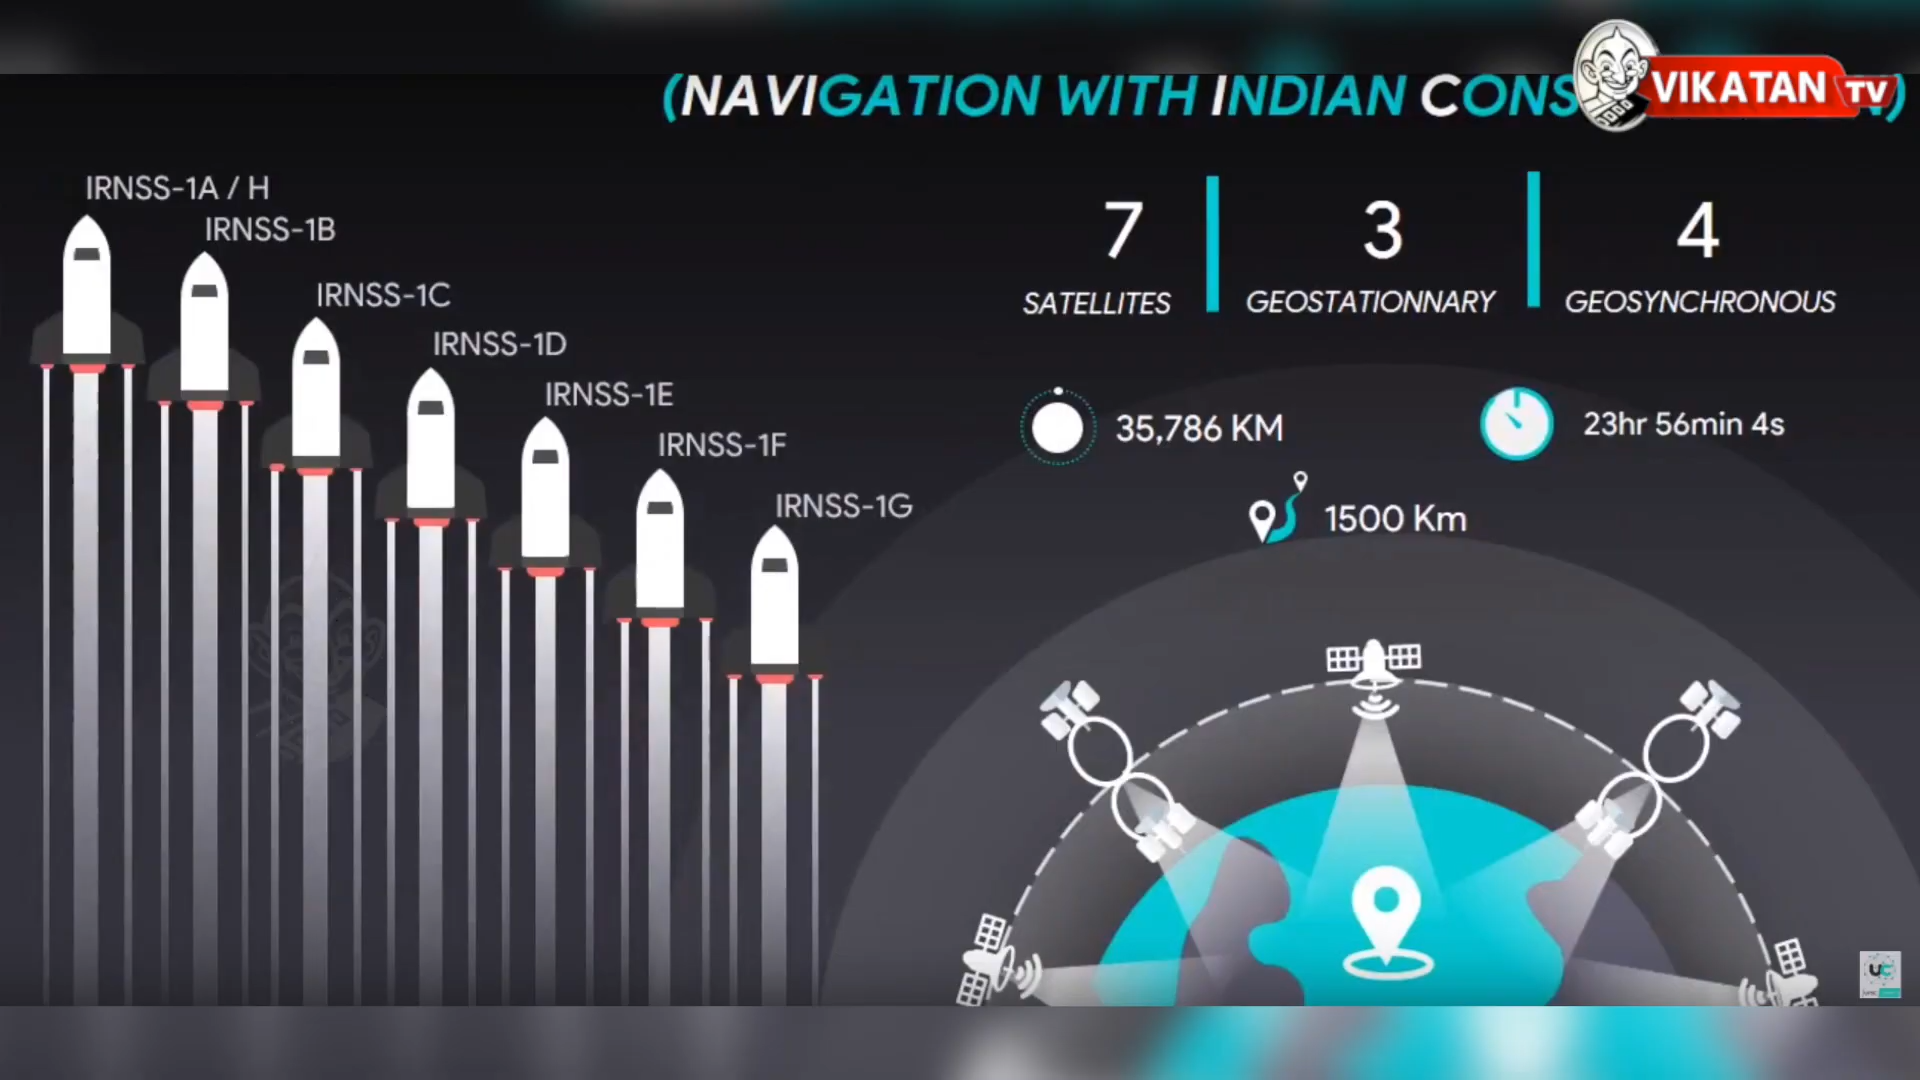 (NAVIGATION WITH INDIAN CONS
VIKATAN TV
IRNSS-1A / H
IRNSS-1B
IRNSS-1C
IRNSS-1D
IRNSS-1E
IRNSS-1F
IRNSS-1G
7
SATELLITES
3
GEOSTATIONNARY
4
GEOSYNCHRONOUS
35,786 KM
23hr 56min 4s
1500 Km
UC